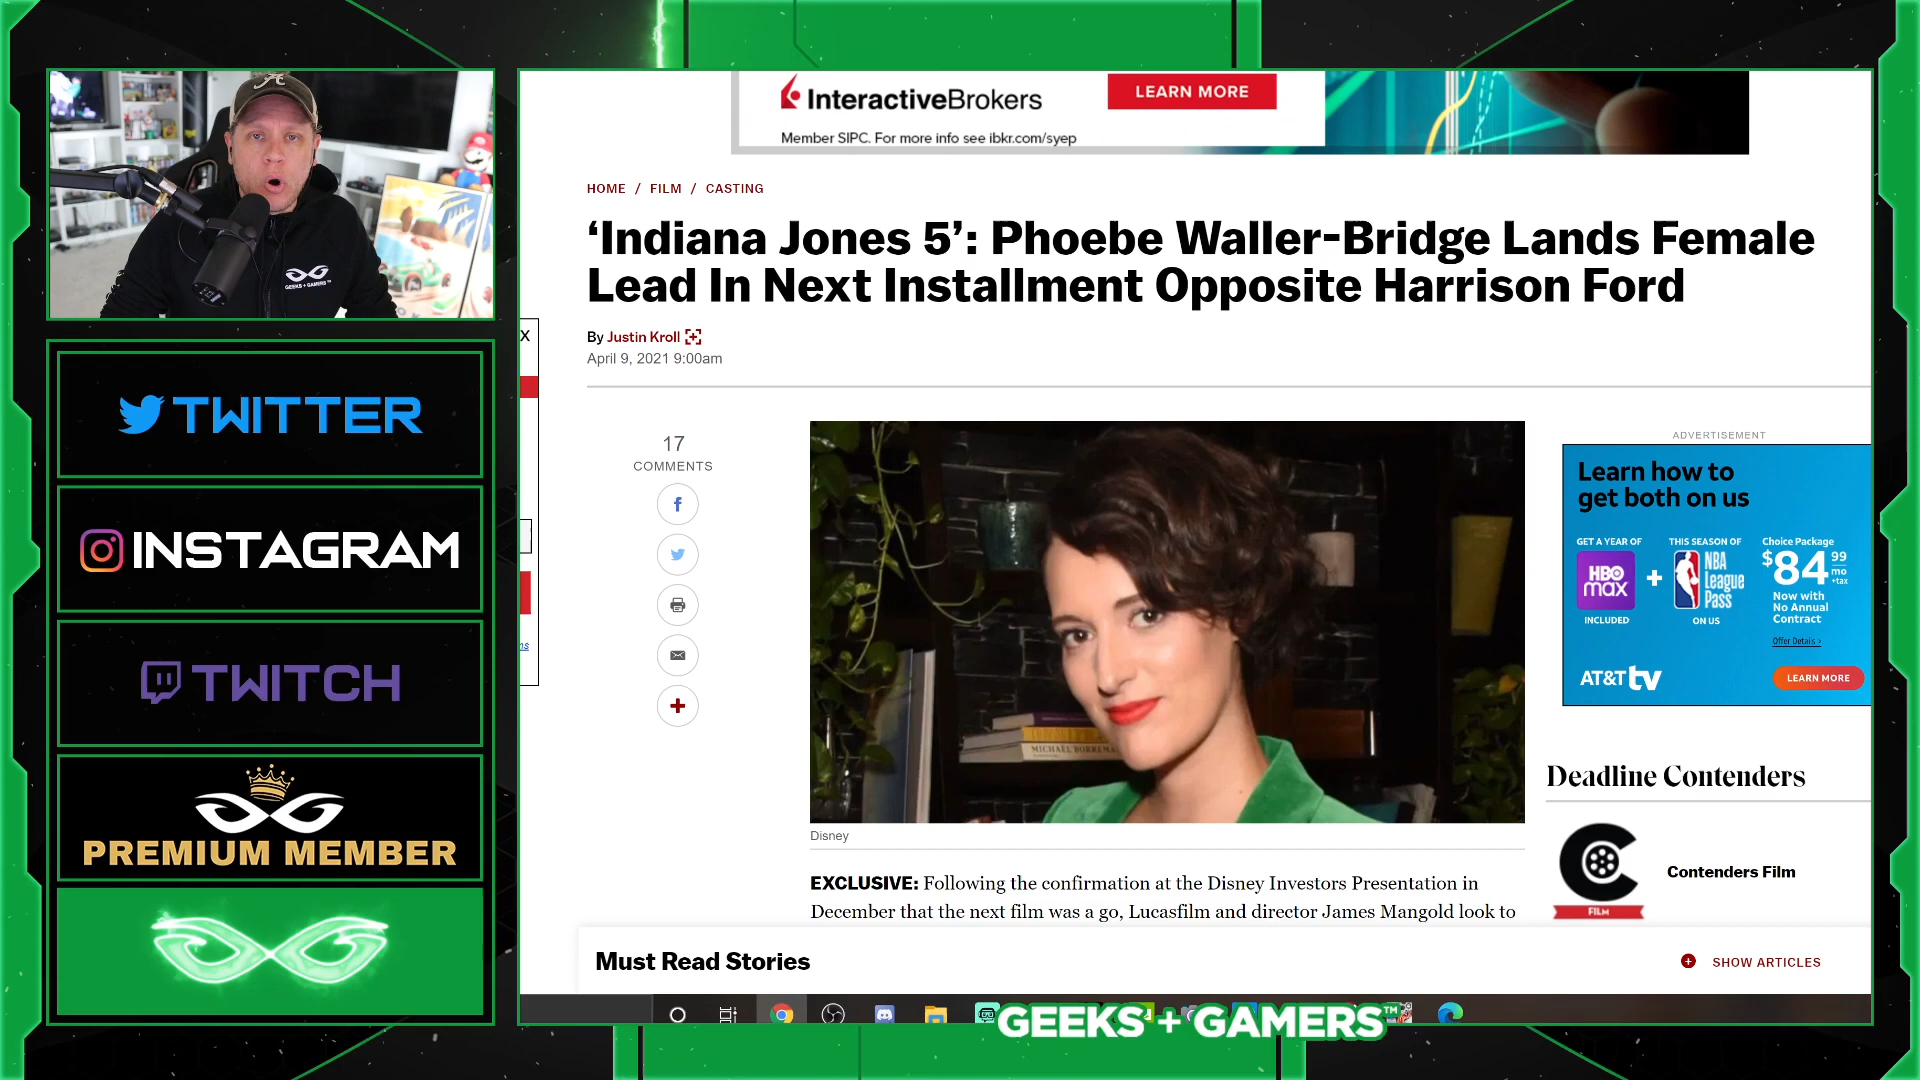 GEEKS + GAMERS™
TWITTER
INSTAGRAM
TWITCH
PREMIUM MEMBER
InteractiveBrokers
LEARN MORE
Member SIPC. For more info see ibkr.com/syep
HOME / FILM / CASTING
‘Indiana Jones 5’: Phoebe Waller-Bridge Lands Female
Lead In Next Installment Opposite Harrison Ford
By Justin Kroll
April 9, 2021 9:00am
X
17
COMMENTS
MICHAËL BORREMA
Disney
EXCLUSIVE: Following the confirmation at the Disney Investors Presentation in
December that the next film was a go, Lucasfilm and director James Mangold look to
ADVERTISEMENT
Learn how to
get both on us
GET A YEAR OF
HBO
max
INCLUDED
+
THIS SEASON OF
NBA
League
Pass
ON US
Choice Package
$84 99
mo
+tax
Now with
No Annual
Contract
Offer Details >
AT&T tv
LEARN MORE
Deadline Contenders
FILM
Contenders Film
Must Read Stories
SHOW ARTICLES
GEEKS + GAMERS™